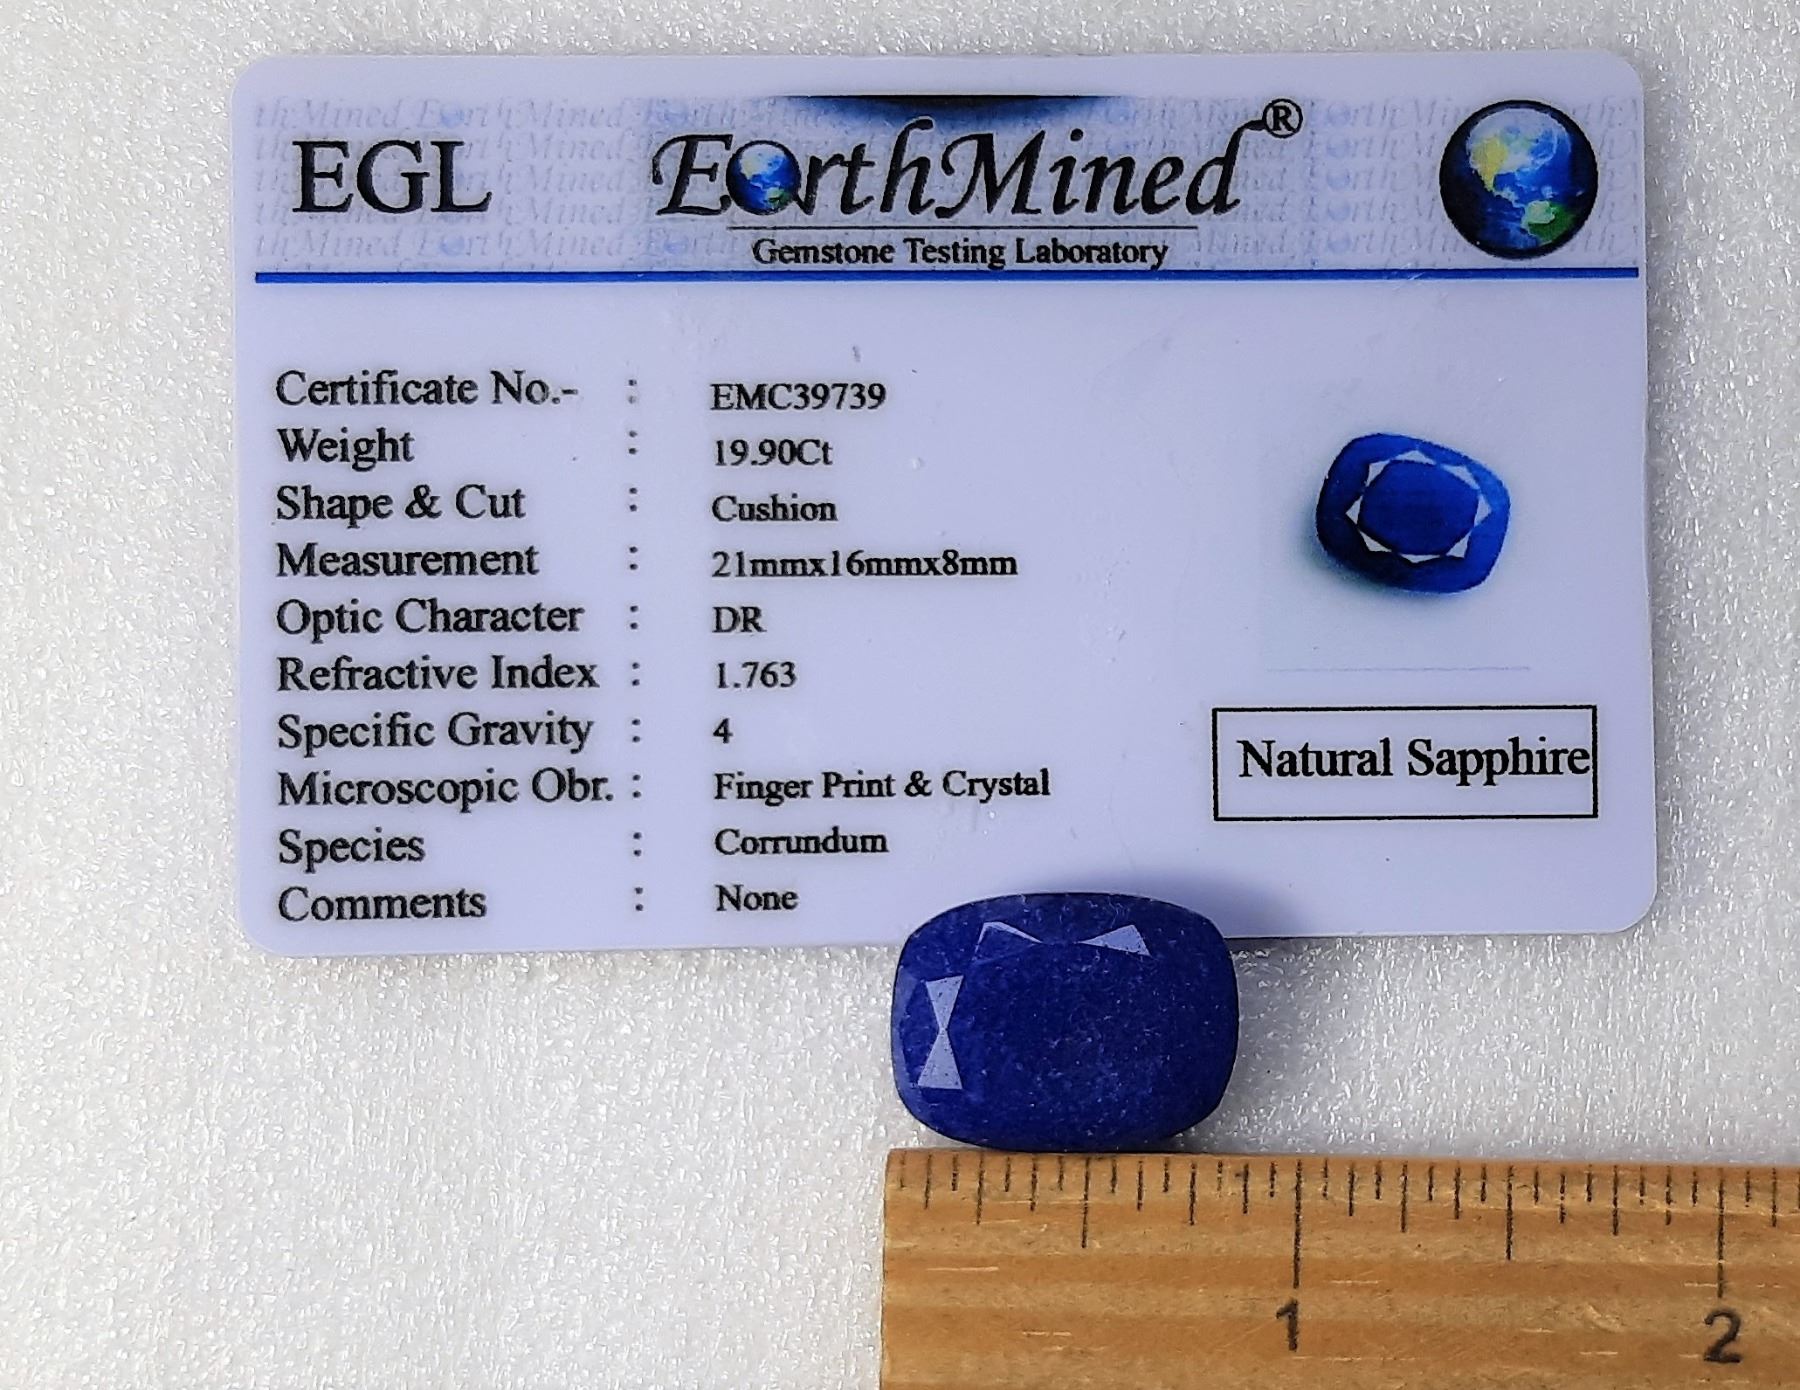 EGL
EarthMined®
Gemstone Testing Laboratory
Certificate No.- : EMC39739
Weight : 19.90Ct
Shape & Cut : Cushion
Measurement : 21mmx16mmx8mm
Optic Character : DR
Refractive Index : 1.763
Specific Gravity : 4
Microscopic Obr. : Finger Print & Crystal
Species : Corrundum
Comments : None
Natural Sapphire
1 2